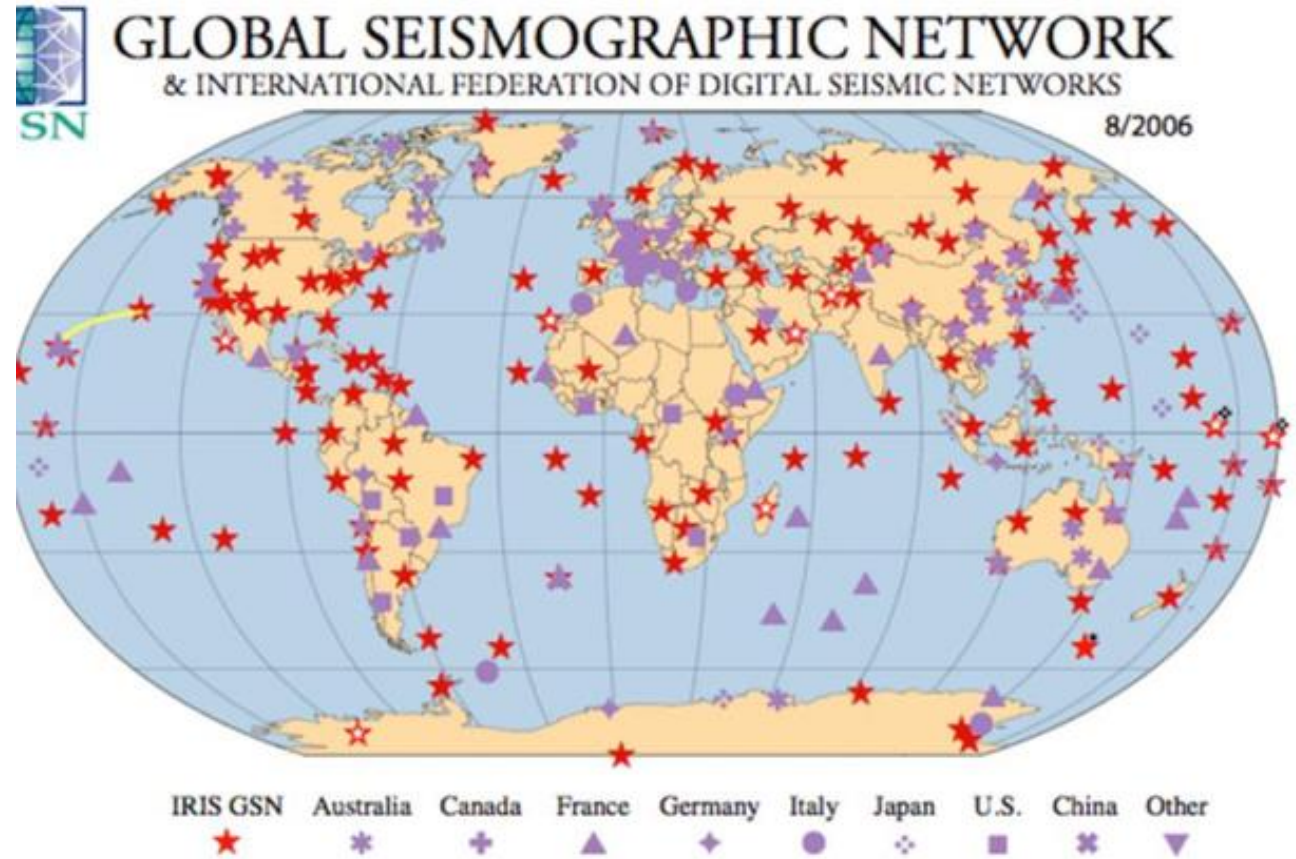 GLOBAL SEISMOGRAPHIC NETWORK
& INTERNATIONAL FEDERATION OF DIGITAL SEISMIC NETWORKS
SN
8/2006
IRIS GSN Australia Canada France Germany Italy Japan U.S. China Other